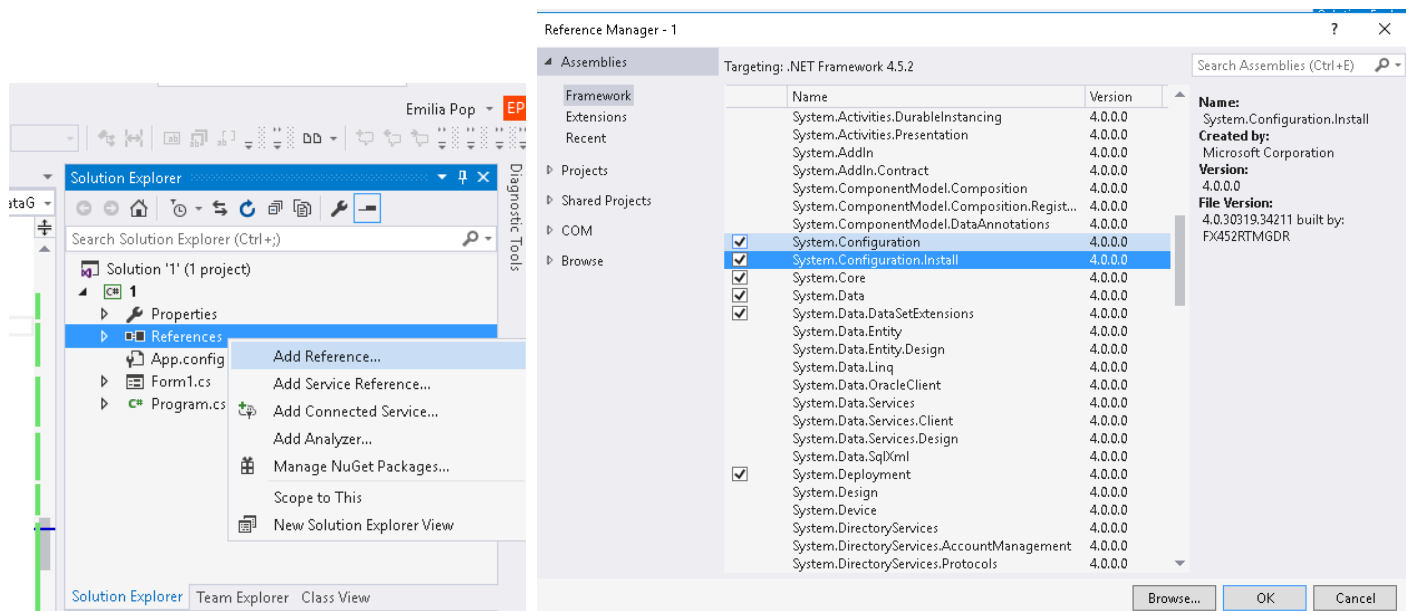 Emilia Pop
EP
ataG
Solution Explorer
Search Solution Explorer (Ctrl+;)
Solution '1' (1 project)
C# 1
Properties
References
App.config
Form1.cs
C# Program.cs
Add Reference...
Add Service Reference...
Add Connected Service...
Add Analyzer...
Manage NuGet Packages...
Scope to This
New Solution Explorer View
Solution Explorer Team Explorer Class View
Diagnostic Tools
Reference Manager - 1
? 
Assemblies
Framework
Extensions
Recent
Projects
Shared Projects
COM
Browse
Targeting: .NET Framework 4.5.2
Name Version
System.Activities.DurableInstancing 4.0.0.0
System.Activities.Presentation 4.0.0.0
System.AddIn 4.0.0.0
System.AddIn.Contract 4.0.0.0
System.ComponentModel.Composition 4.0.0.0
System.ComponentModel.Composition.Regist... 4.0.0.0
System.ComponentModel.DataAnnotations 4.0.0.0
System.Configuration 4.0.0.0
System.Configuration.Install 4.0.0.0
System.Core 4.0.0.0
System.Data 4.0.0.0
System.Data.DataSetExtensions 4.0.0.0
System.Data.Entity 4.0.0.0
System.Data.Entity.Design 4.0.0.0
System.Data.Linq 4.0.0.0
System.Data.OracleClient 4.0.0.0
System.Data.Services 4.0.0.0
System.Data.Services.Client 4.0.0.0
System.Data.Services.Design 4.0.0.0
System.Data.SqlXml 4.0.0.0
System.Deployment 4.0.0.0
System.Design 4.0.0.0
System.Device 4.0.0.0
System.DirectoryServices 4.0.0.0
System.DirectoryServices.AccountManagement 4.0.0.0
System.DirectoryServices.Protocols 4.0.0.0
Search Assemblies (Ctrl+E)
Name:
System.Configuration.Install
Created by:
Microsoft Corporation
Version:
4.0.0.0
File Version:
4.0.30319.34211 built by:
FX452RTMGDR
Browse... OK Cancel